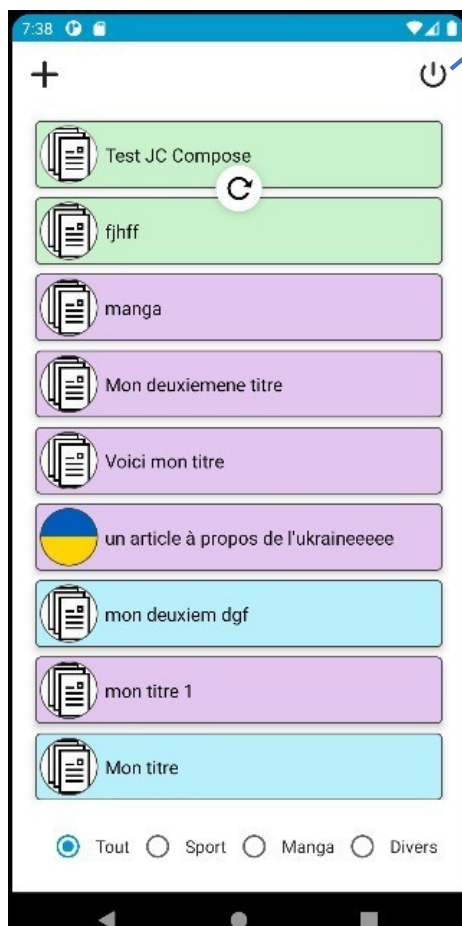 7:38
Test JC Compose
fjhff
manga
Mon deuxiemene titre
Voici mon titre
un article à propos de l'ukraineeeee
mon deuxiem dgf
mon titre 1
Mon titre
Tout Sport Manga Divers